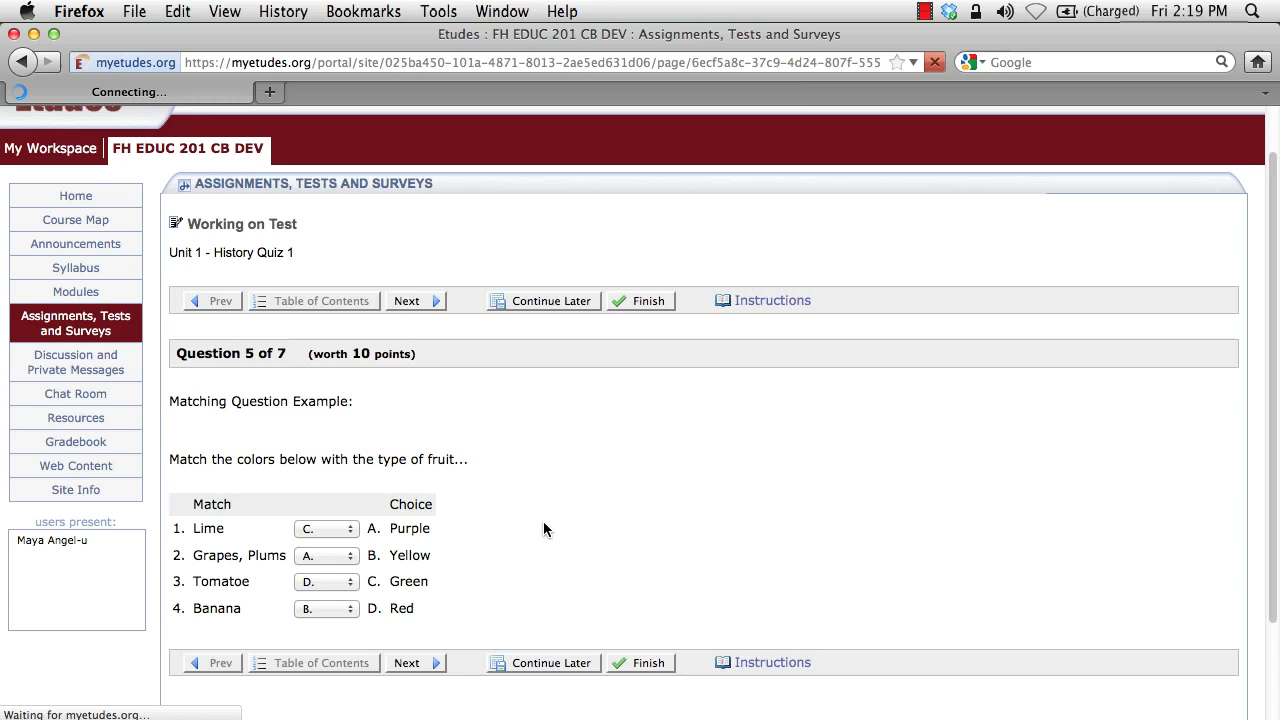 Firefox File Edit View History Bookmarks Tools Window Help (Charged) Fri 2:19 PM
Etudes : FH EDUC 201 CB DEV : Assignments, Tests and Surveys
myetudes.org https://myetudes.org/portal/site/025ba450-101a-4871-8013-2ae5ed631d06/page/66f5a8c-37c9-4d24-807f-555 Google
Connecting...
My Workspace FH EDUC 201 CB DEV
Home
Course Map
Announcements
Syllabus
Modules
Assignments, Tests
and Surveys
Discussion and
Private Messages
Chat Room
Resources
Gradebook
Web Content
Site Info
users present:
Maya Angel-u
ASSIGNMENTS, TESTS AND SURVEYS
Working on Test
Unit 1 - History Quiz 1
Prev Table of Contents Next Continue Later Finish Instructions
Question 5 of 7 (worth 10 points)
Matching Question Example:
Match the colors below with the type of fruit...
Match Choice
1. Lime C. A. Purple
2. Grapes, Plums A. B. Yellow
3. Tomatoe D. C. Green
4. Banana B. D. Red
Prev Table of Contents Next Continue Later Finish Instructions
Waiting for myetudes.org...